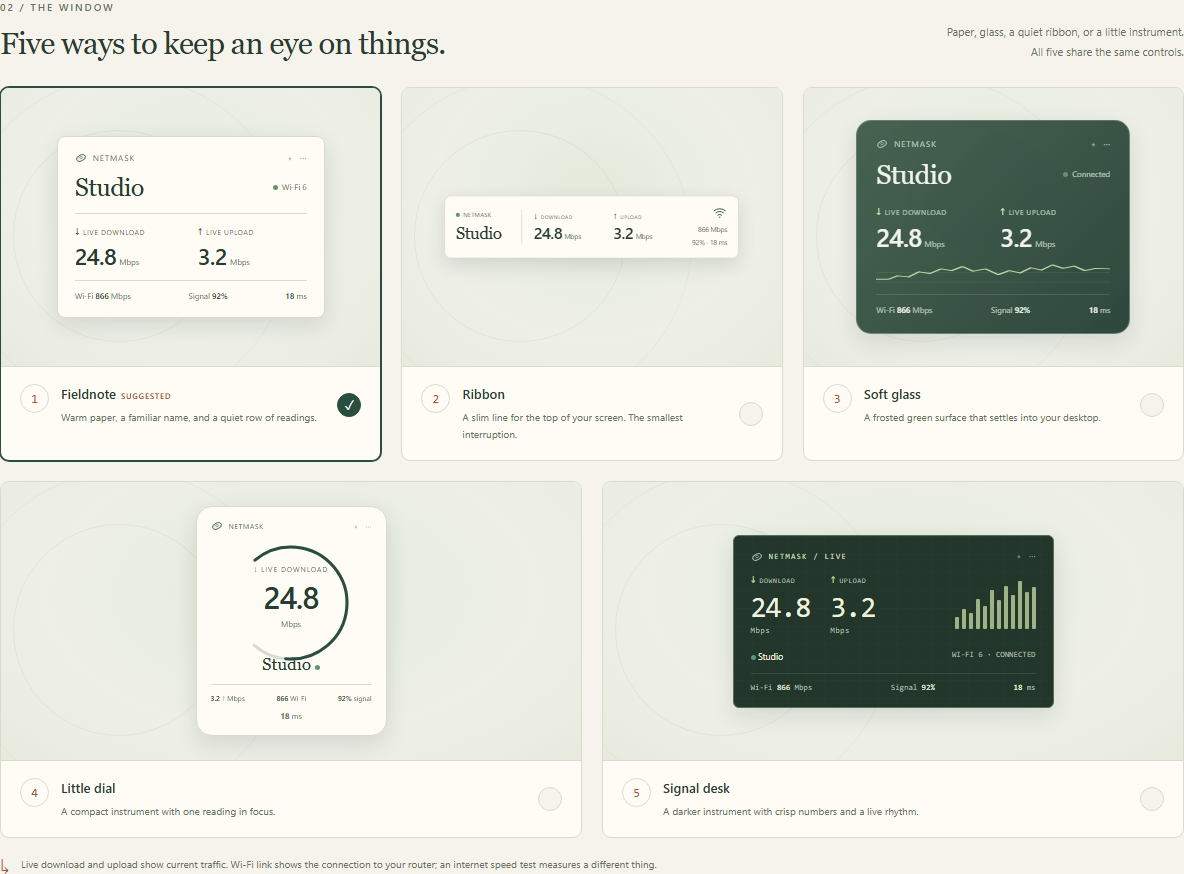 02 / THE WINDOW
Five ways to keep an eye on things.
Paper, glass, a quiet ribbon, or a little instrument.
All five share the same controls.
NETMASK
Studio
Wi-Fi 6
↓ LIVE DOWNLOAD
↑ LIVE UPLOAD
24.8 Mbps
3.2 Mbps
Wi-Fi 866 Mbps
Signal 92%
18 ms
1
Fieldnote SUGGESTED
Warm paper, a familiar name, and a quiet row of readings.
NETMASK
Studio
↓ DOWNLOAD
24.8 Mbps
↑ UPLOAD
3.2 Mbps
866 Mbps
92% · 18 ms
2
Ribbon
A slim line for the top of your screen. The smallest
interruption.
NETMASK
Studio
Connected
↓ LIVE DOWNLOAD
↑ LIVE UPLOAD
24.8 Mbps
3.2 Mbps
Wi-Fi 866 Mbps
Signal 92%
18 ms
3
Soft glass
A frosted green surface that settles into your desktop.
NETMASK
↓ LIVE DOWNLOAD
24.8
Mbps
Studio
3.2 ↑ Mbps
866 Wi-Fi
92% signal
18 ms
4
Little dial
A compact instrument with one reading in focus.
NETMASK / LIVE
↓ DOWNLOAD
↑ UPLOAD
24.8
3.2
Mbps
Mbps
Studio
WI-FI 6 · CONNECTED
Wi-Fi 866 Mbps
Signal 92%
18 ms
5
Signal desk
A darker instrument with crisp numbers and a live rhythm.
↳ Live download and upload show current traffic. Wi-Fi link shows the connection to your router; an internet speed test measures a different thing.